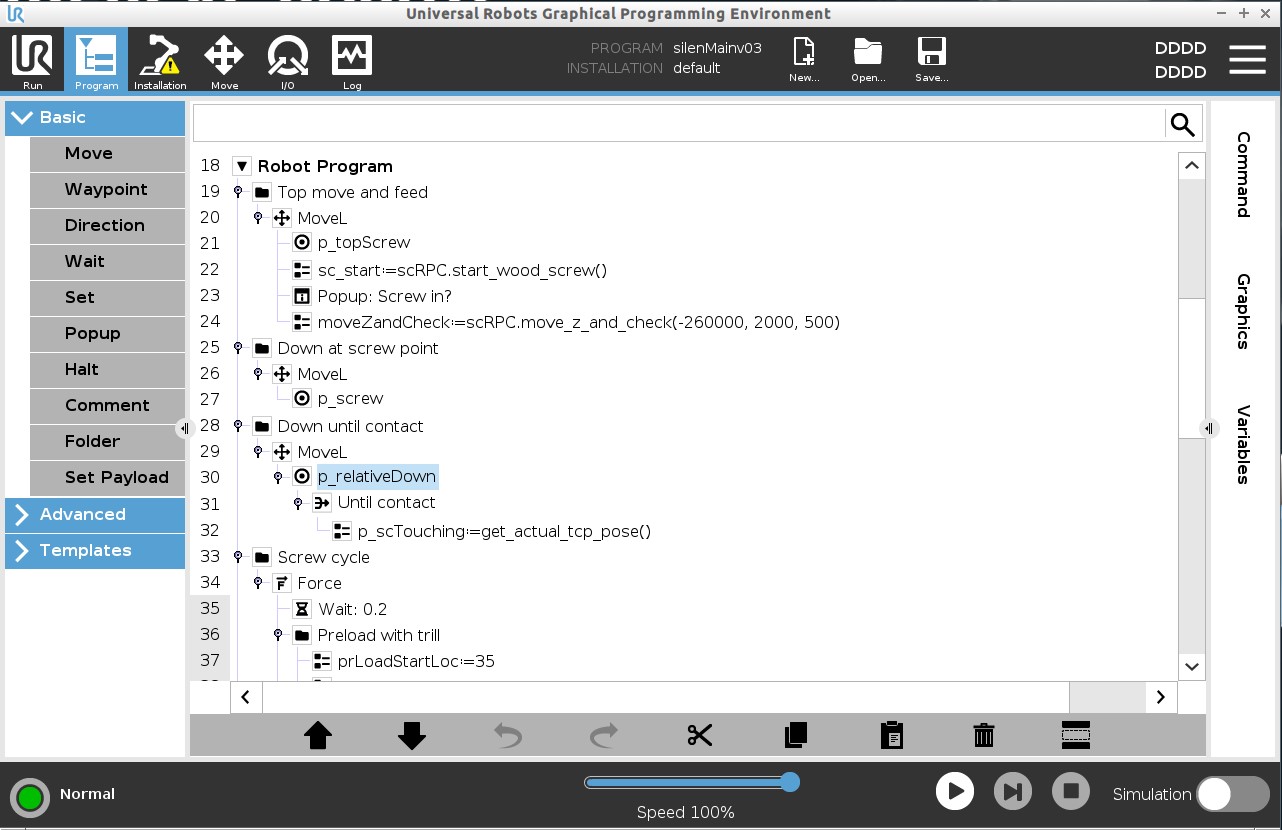 Universal Robots Graphical Programming Environment
Run
Program
Installation
Move
I/O
Log
PROGRAM silenMainv03
INSTALLATION default
New...
Open...
Save...
DDDD
DDDD
Basic
Move
Waypoint
Direction
Wait
Set
Popup
Halt
Comment
Folder
Set Payload
Advanced
Templates
18 Robot Program
19 Top move and feed
20 MoveL
21 p_topScrew
22 sc_start:=scRPC.start_wood_screw()
23 Popup: Screw in?
24 moveZandCheck:=scRPC.move_z_and_check(-260000, 2000, 500)
25 Down at screw point
26 MoveL
27 p_screw
28 Down until contact
29 MoveL
30 p_relativeDown
31 Until contact
32 p_scTouching:=get_actual_tcp_pose()
33 Screw cycle
34 Force
35 Wait: 0.2
36 Preload with trill
37 prLoadStartLoc:=35
Command
Graphics
Variables
Normal
Speed 100%
Simulation